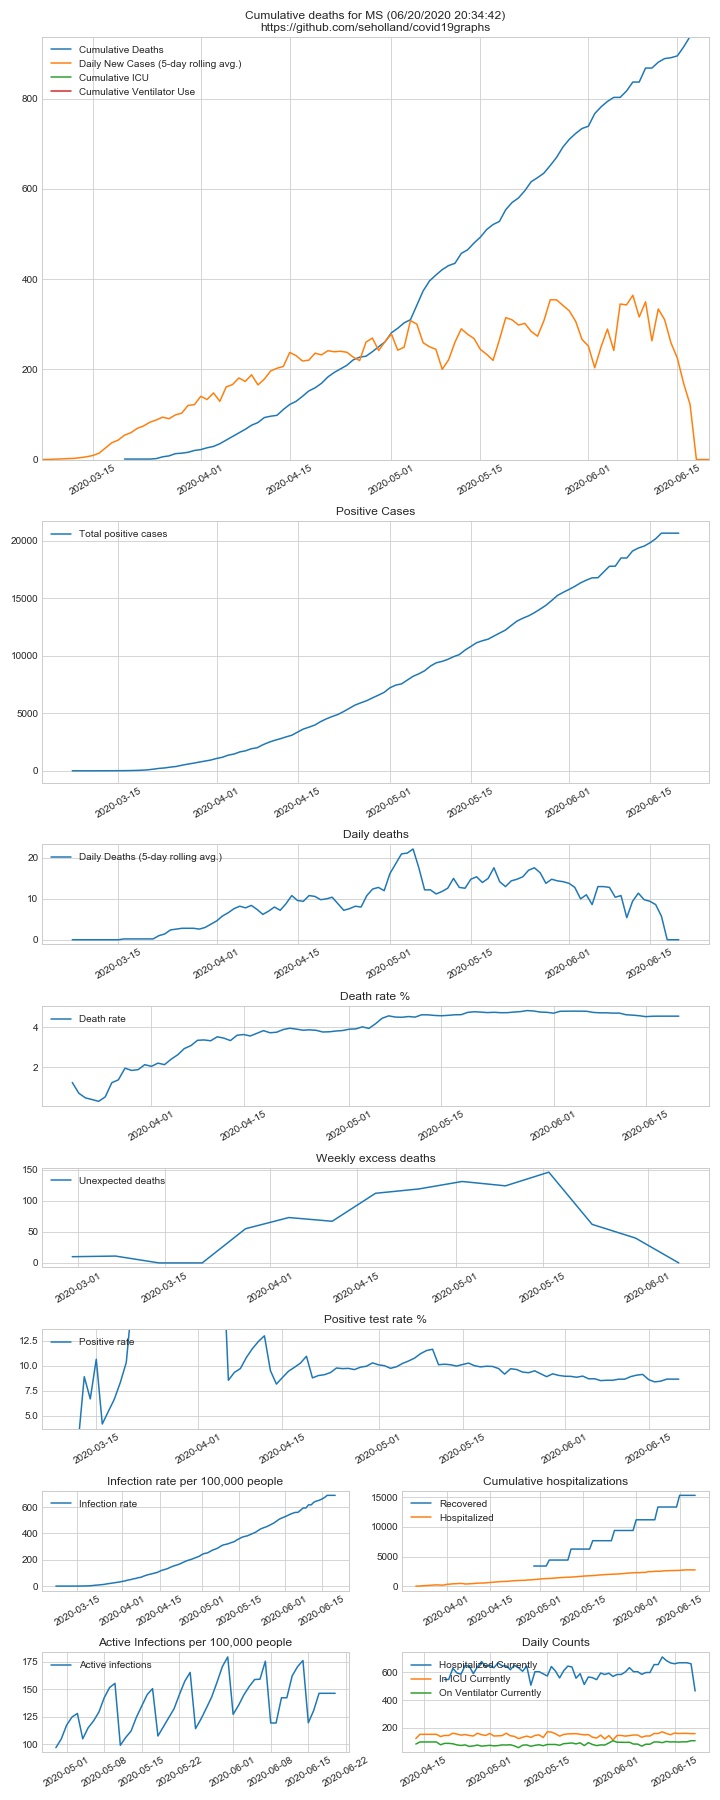 Cumulative deaths for MS (06/20/2020 20:34:42)
https://github.com/seholland/covid19graphs
Cumulative Deaths
Daily New Cases (5-day rolling avg.)
Cumulative ICU
Cumulative Ventilator Use
800
600
400
200
0
2020-03-15 2020-04-01 2020-04-15 2020-05-01 2020-05-15 2020-06-01 2020-06-15
Positive Cases
Total positive cases
20000
15000
10000
5000
0
2020-03-15 2020-04-01 2020-04-15 2020-05-01 2020-05-15 2020-06-01 2020-06-15
Daily deaths
Daily Deaths (5-day rolling avg.)
20
10
0
2020-03-15 2020-04-01 2020-04-15 2020-05-01 2020-05-15 2020-06-01 2020-06-15
Death rate %
Death rate
4
2
2020-04-01 2020-04-15 2020-05-01 2020-05-15 2020-06-01 2020-06-15
Weekly excess deaths
Unexpected deaths
150
100
50
0
2020-03-01 2020-03-15 2020-04-01 2020-04-15 2020-05-01 2020-05-15 2020-06-01
Positive test rate %
Positive rate
12.5
10.0
7.5
5.0
2020-03-15 2020-04-01 2020-04-15 2020-05-01 2020-05-15 2020-06-01 2020-06-15
Infection rate per 100,000 people
Infection rate
600
400
200
0
2020-03-15 2020-04-01 2020-04-15 2020-05-01 2020-05-15 2020-06-01 2020-06-15
Cumulative hospitalizations
Recovered
Hospitalized
15000
10000
5000
0
2020-04-01 2020-04-15 2020-05-01 2020-05-15 2020-06-01 2020-06-15
Active Infections per 100,000 people
Active infections
175
150
125
100
2020-05-01 2020-05-08 2020-05-15 2020-05-22 2020-06-01 2020-06-08 2020-06-15 2020-06-22
Daily Counts
Hospitalized Currently
In ICU Currently
On Ventilator Currently
600
400
200
2020-04-15 2020-05-01 2020-05-15 2020-06-01 2020-06-15